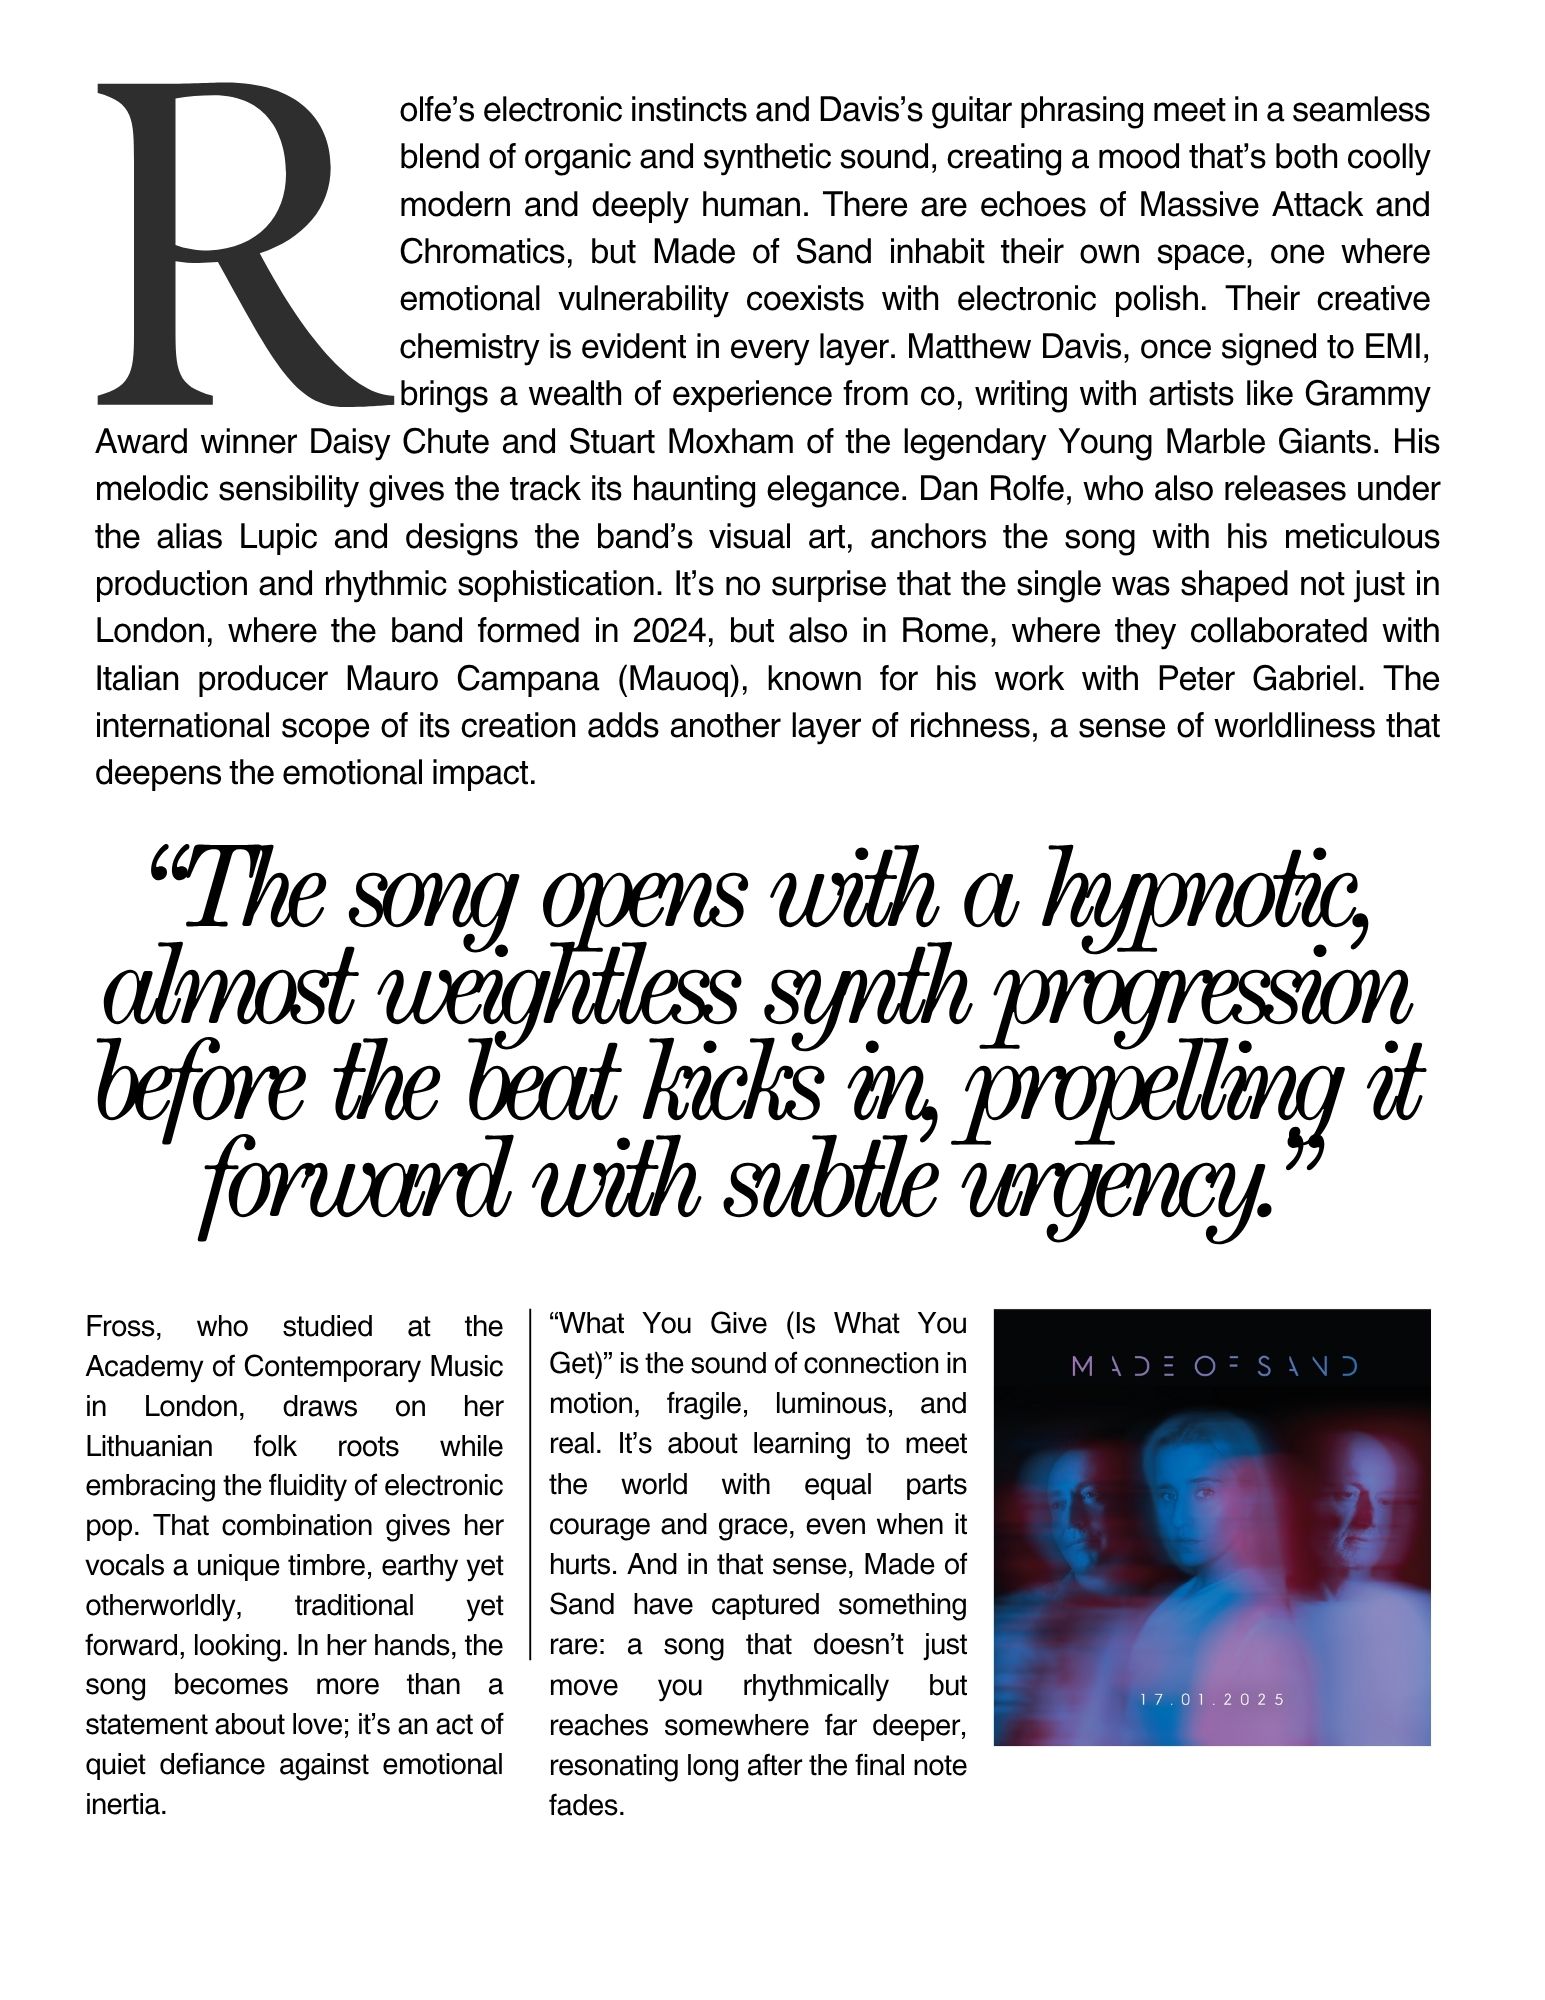 Rolfe’s electronic instincts and Davis’s guitar phrasing meet in a seamless
blend of organic and synthetic sound, creating a mood that’s both coolly
modern and deeply human. There are echoes of Massive Attack and
Chromatics, but Made of Sand inhabit their own space, one where
emotional vulnerability coexists with electronic polish. Their creative
chemistry is evident in every layer. Matthew Davis, once signed to EMI,
brings a wealth of experience from co, writing with artists like Grammy
Award winner Daisy Chute and Stuart Moxham of the legendary Young Marble Giants. His
melodic sensibility gives the track its haunting elegance. Dan Rolfe, who also releases under
the alias Lupic and designs the band’s visual art, anchors the song with his meticulous
production and rhythmic sophistication. It’s no surprise that the single was shaped not just in
London, where the band formed in 2024, but also in Rome, where they collaborated with
Italian producer Mauro Campana (Mauoq), known for his work with Peter Gabriel. The
international scope of its creation adds another layer of richness, a sense of worldliness that
deepens the emotional impact.
“The song opens with a hypnotic,
almost weightless synth progression
before the beat kicks in, propelling it
forward with subtle urgency.”
Fross, who studied at the
Academy of Contemporary Music
in London, draws on her
Lithuanian folk roots while
embracing the fluidity of electronic
pop. That combination gives her
vocals a unique timbre, earthy yet
otherworldly, traditional yet
forward, looking. In her hands, the
song becomes more than a
statement about love; it’s an act of
quiet defiance against emotional
inertia.
“What You Give (Is What You
Get)” is the sound of connection in
motion, fragile, luminous, and
real. It’s about learning to meet
the world with equal parts
courage and grace, even when it
hurts. And in that sense, Made of
Sand have captured something
rare: a song that doesn’t just
move you rhythmically but
reaches somewhere far deeper,
resonating long after the final note
fades.
MADE OF SAND
17.01.2025